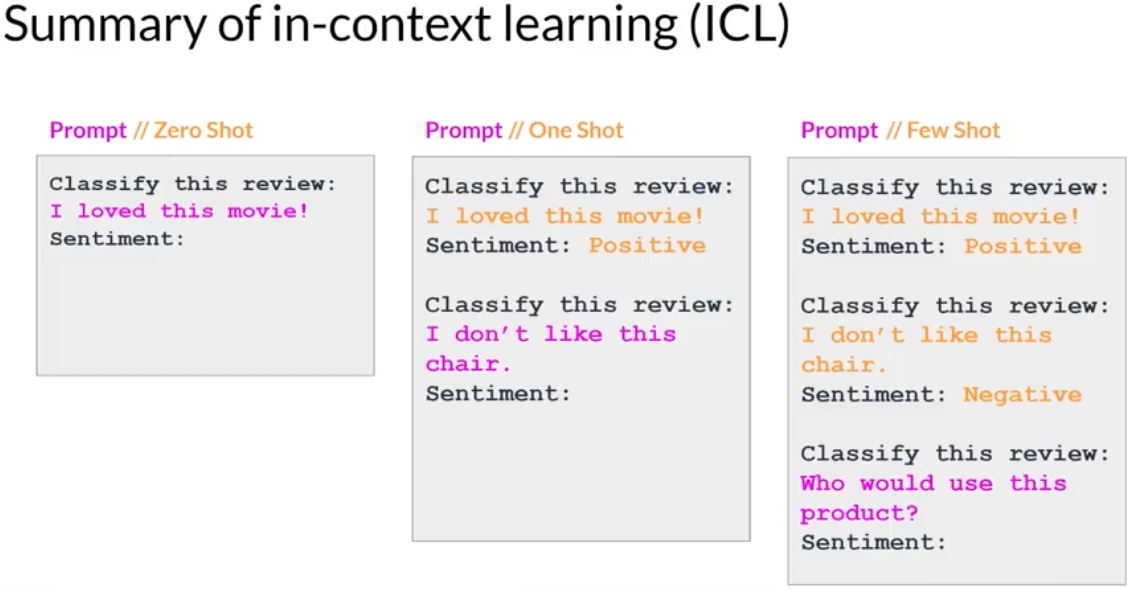 Summary of in-context learning (ICL)
Prompt // Zero Shot
Classify this review:
I loved this movie!
Sentiment:
Prompt // One Shot
Classify this review:
I loved this movie!
Sentiment: Positive
Classify this review:
I don't like this
chair.
Sentiment:
Prompt // Few Shot
Classify this review:
I loved this movie!
Sentiment: Positive
Classify this review:
I don't like this
chair.
Sentiment: Negative
Classify this review:
Who would use this
product?
Sentiment: